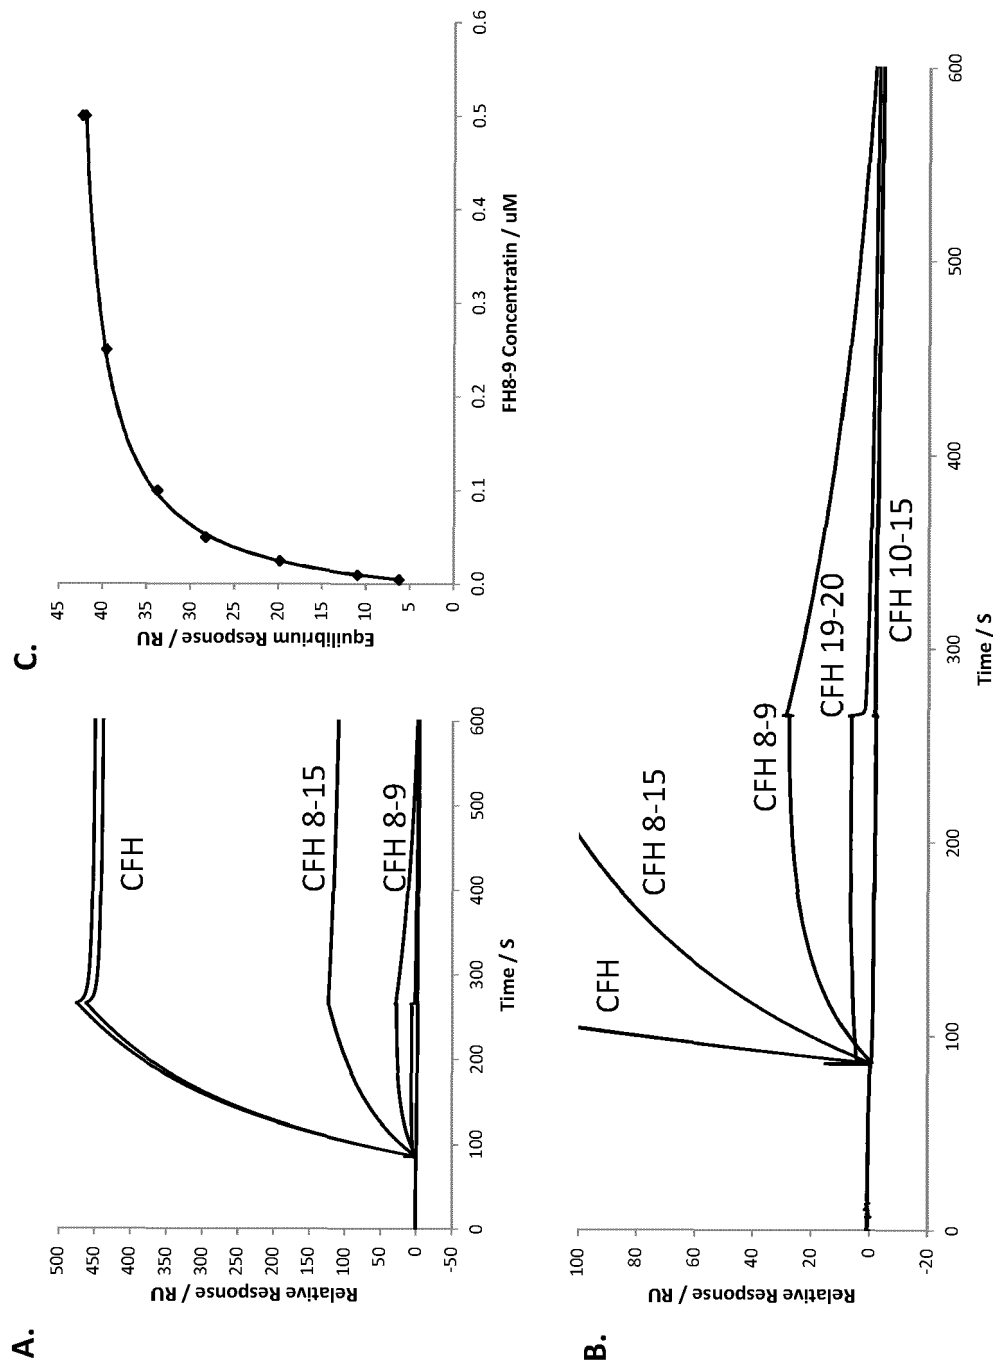 A.
500
450
400
350
300
250
200
150
100
50
0
-50
Relative Response / RU
CFH
CFH 8-15
CFH 8-9
0
100
200
300
400
500
600
Time / S
C.
45
40
35
30
25
20
15
10
5
0
Equilibrium Response / RU
0.0
0.1
0.2
0.3
0.4
0.5
0.6
FH8-9 Concentratin / uM
B.
100
80
60
40
20
0
-20
Relative Response / RU
CFH
CFH 8-15
CFH 8-9
CFH 19-20
CFH 10-15
0
100
200
300
400
500
600
Time / S